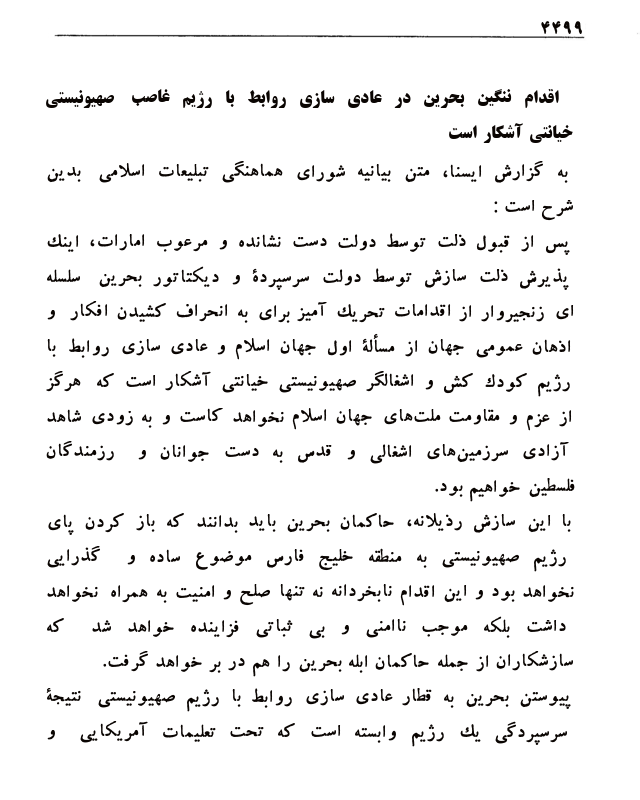 ۴۴۹۹
اقدام ننگین بحرین در عادی سازی روابط با رژیم غاصب صهیونیستی
خیانتی آشکار است
به گزارش ایسنا، متن بیانیه شورای هماهنگی تبلیعات اسلامی بدین
شرح است :
پس از قبول ذلت توسط دولت دست نشانده و مرعوب امارات، اینك
پذیرش ذلت سازش توسط دولت سرسپردۀ و دیکتاتور بحرین سلسله
ای زنجیروار از اقدامات تحریك آمیز برای به انحراف کشیدن افکار و
اذهان عمومی جهان از مسألۀ اول جهان اسلام و عادی سازی روابط با
رژیم کودك کش و اشغالگر صهیونیستی خیانتی آشکار است که هرگز
از عزم و مقاومت ملت‌های جهان اسلام نخواهد کاست و به زودی شاهد
آزادی سرزمین‌های اشغالی و قدس به دست جوانان و رزمندگان
فلسطین خواهیم بود.
با این سازش رذیلانه، حاکمان بحرین باید بدانند که باز کردن پای
رژیم صهیونیستی به منطقه خلیج فارس موضوع ساده و گذرایی
نخواهد بود و این اقدام نابخردانه نه تنها صلح و امنیت به همراه نخواهد
داشت بلکه موجب ناامنی و بی ثباتی فزاینده خواهد شد که
سازشکاران از جمله حاکمان ابله بحرین را هم در بر خواهد گرفت.
پیوستن بحرین به قطار عادی سازی روابط با رژیم صهیونیستی نتیجۀ
سرسپردگی یك رژیم وابسته است که تحت تعلیمات آمریکایی و